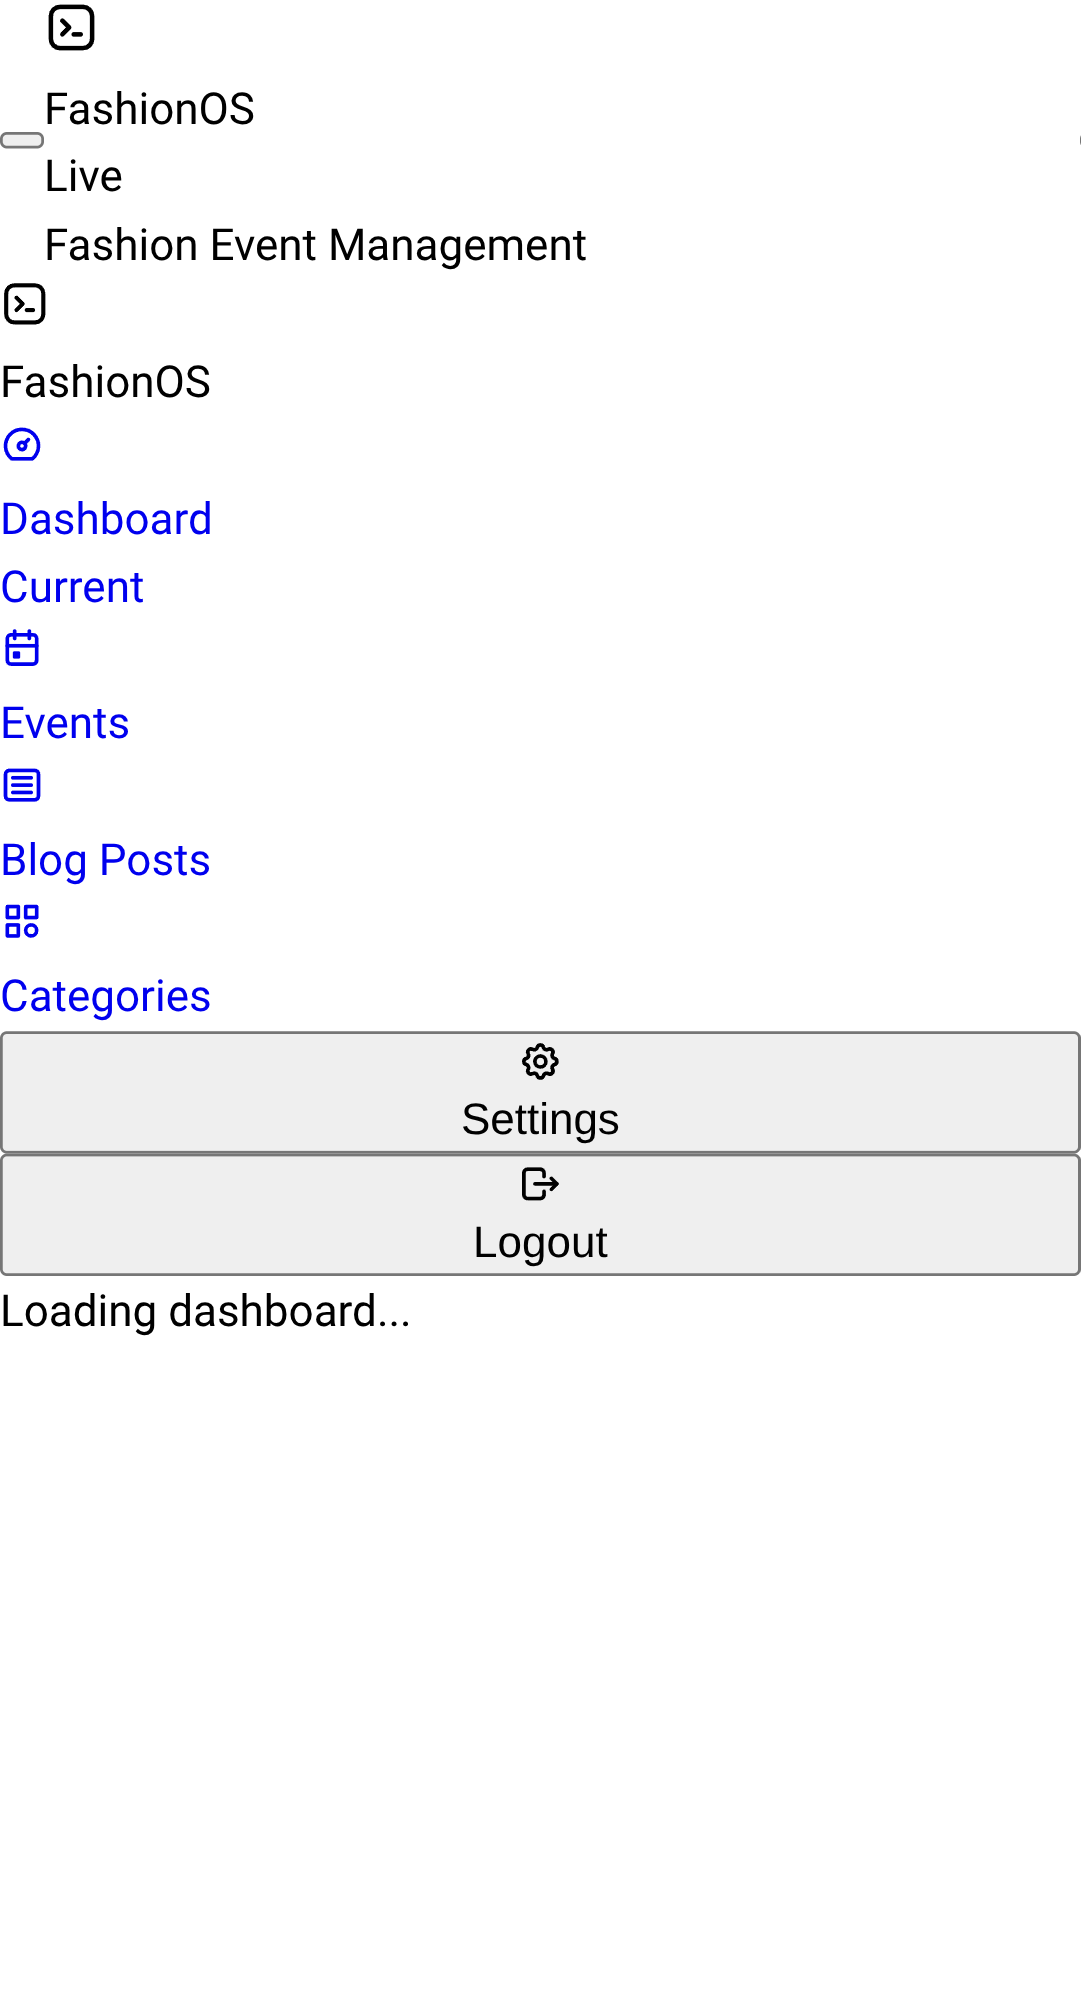 FashionOS
Live
Fashion Event Management
FashionOS
Dashboard
Current
Events
Blog Posts
Categories
Settings
Logout
Loading dashboard...